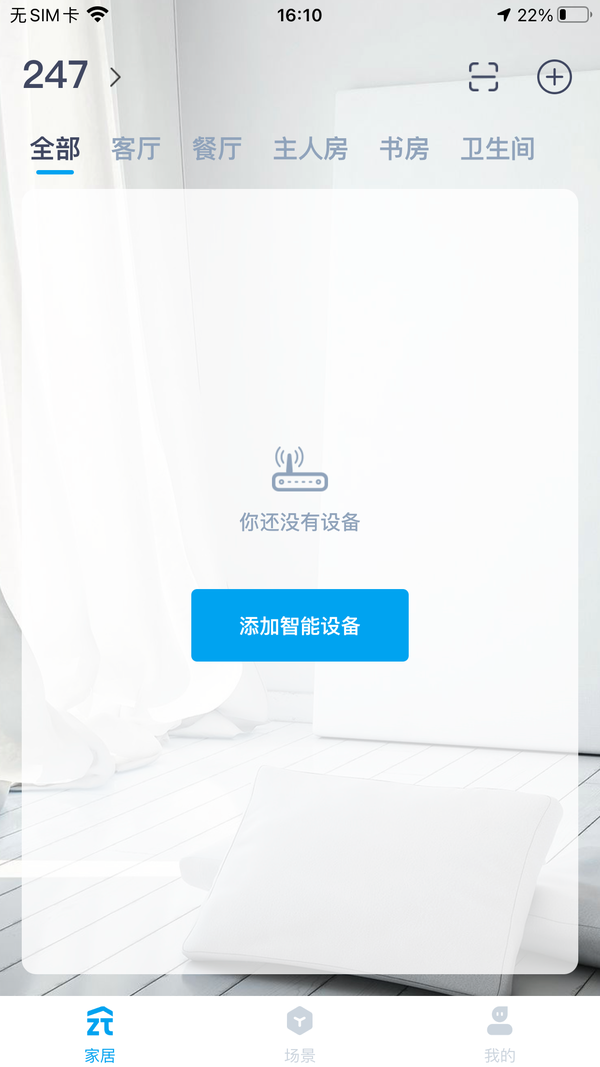 无SIM卡 16:10 22%
247
全部 客厅 餐厅 主人房 书房 卫生间
你还没有设备
添加智能设备
家居 场景 我的